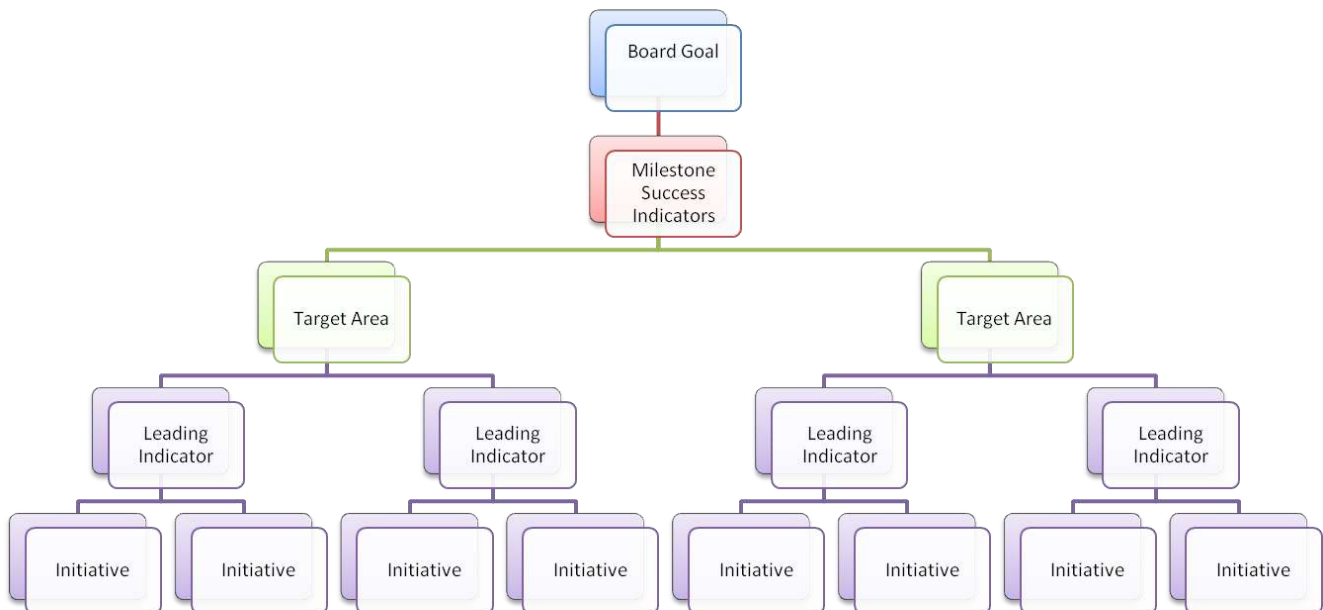 Board Goal
Milestone
Success
Indicators
Target Area
Target Area
Leading
Indicator
Leading
Indicator
Leading
Indicator
Leading
Indicator
Initiative
Initiative
Initiative
Initiative
Initiative
Initiative
Initiative
Initiative